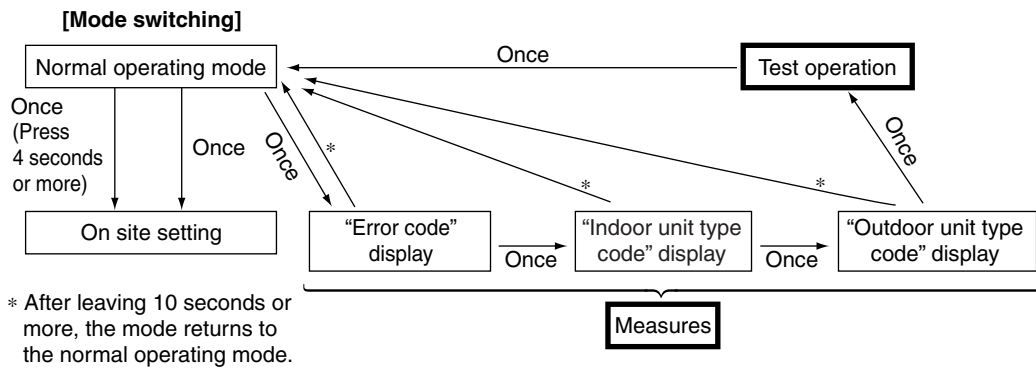 [Mode switching]
Normal operating mode
Once
Test operation
Once
(Press
4 seconds
or more)
Once
Once
*
*
*
Once
On site setting
“Error code”
display
Once
“Indoor unit type
code” display
Once
“Outdoor unit type
code” display
* After leaving 10 seconds or
more, the mode returns to
the normal operating mode.
Measures